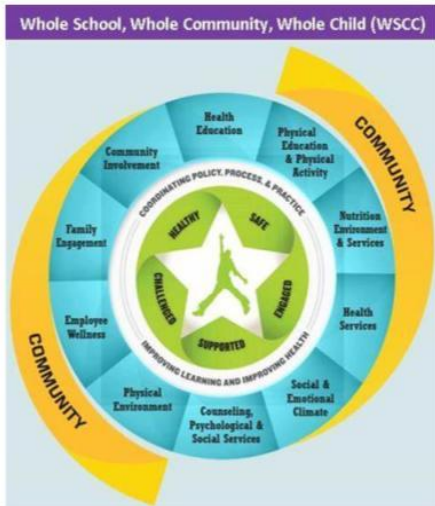 Whole School, Whole Community, Whole Child (WSCC)
Health
Education
Physical
Education
& Physical
Activity
Nutrition
Environment
& Services
Health
Services
Social &
Emotional
Climate
Counseling,
Psychological &
Social Services
Physical
Environment
Employee
Wellness
Family
Engagement
Community
Involvement
COMMUNITY
COMMUNITY
COORDINATING POLICY, PROCESS, & PRACTICE
IMPROVING LEARNING AND IMPROVING HEALTH
HEALTHY
SAFE
ENGAGED
SUPPORTED
CHALLENGED